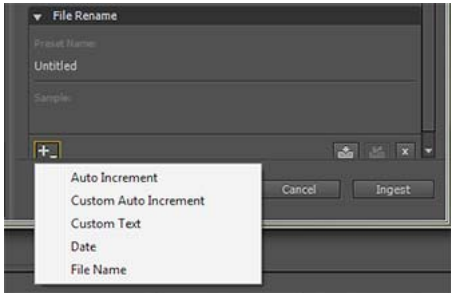 File Rename
Preset Name:
Untitled
Sample:
Auto Increment
Custom Auto Increment
Custom Text
Date
File Name
Cancel
Ingest